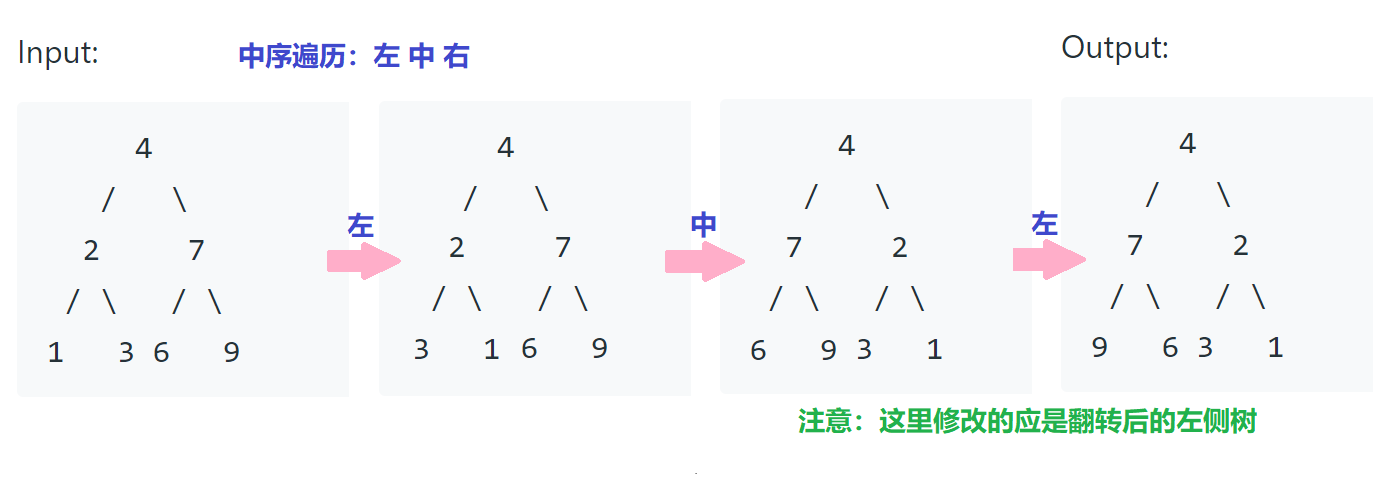 Input:
中序遍历：左 中 右
Output:
4
/ \
2 7
/ \ / \
1 3 6 9
左
4
/ \
2 7
/ \ / \
3 1 6 9
中
4
/ \
7 2
/ \ / \
6 9 3 1
左
4
/ \
7 2
/ \ / \
9 6 3 1
注意：这里修改的应是翻转后的左侧树